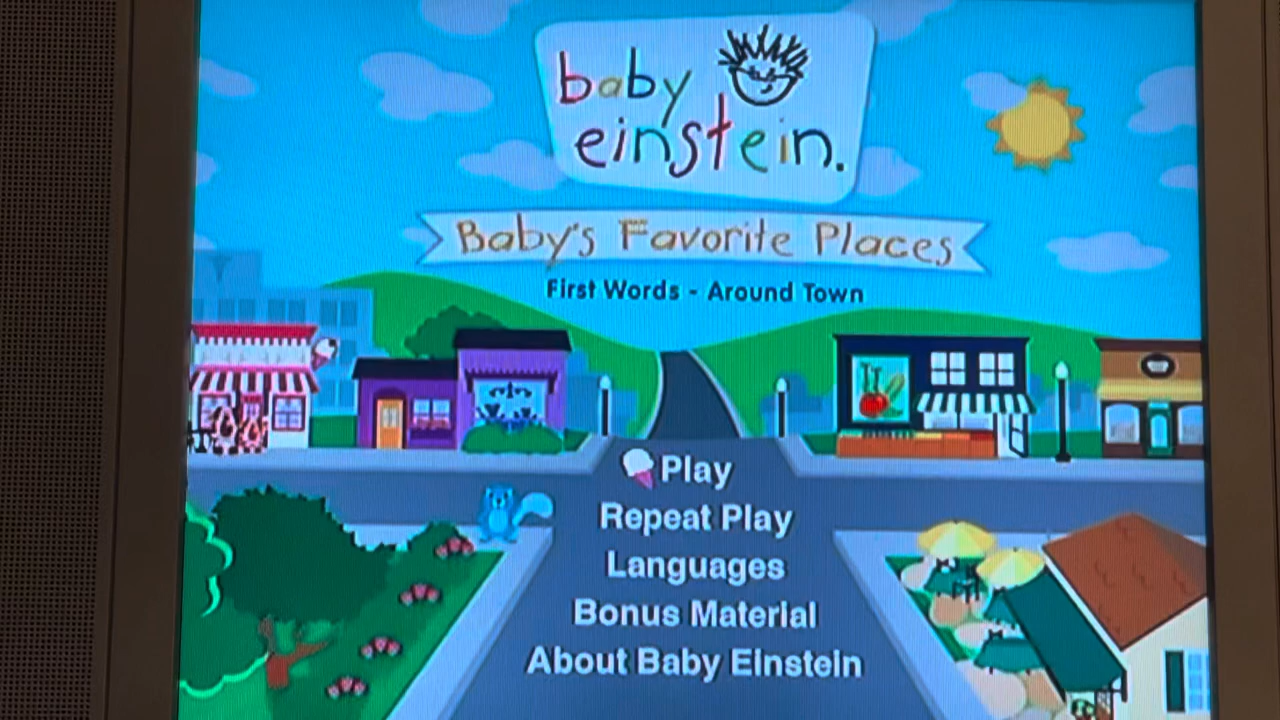 baby
einstein.
Baby's Favorite Places
First Words - Around Town
Play
Repeat Play
Languages
Bonus Material
About Baby Einstein